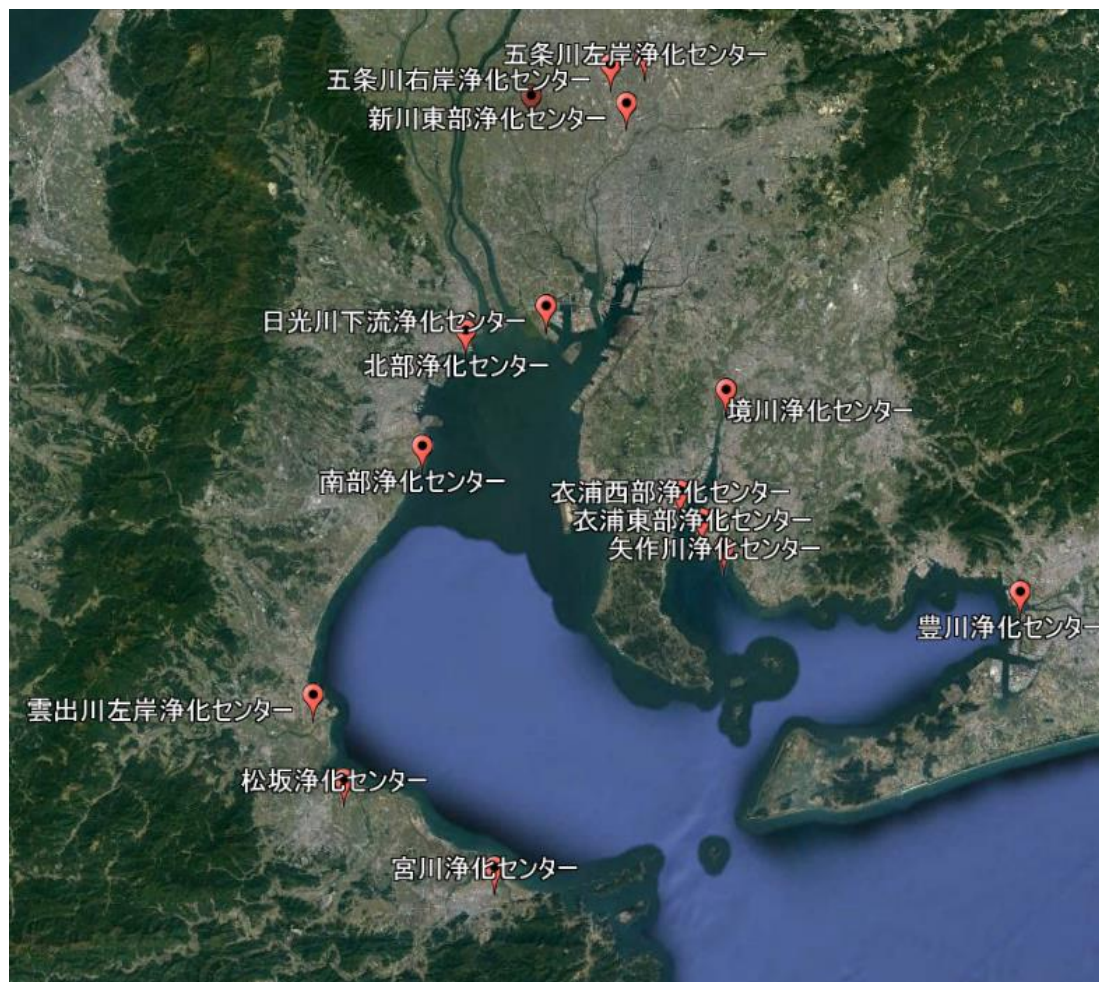 五条川左岸浄化センター
五条川右岸浄化センター
新川東部浄化センター
日光川下流浄化センター
北部浄化センター
境川浄化センター
南部浄化センター
衣浦西部浄化センター
衣浦東部浄化センター
矢作川浄化センター
豊川浄化センター
雲出川左岸浄化センター
松坂浄化センター
宮川浄化センター